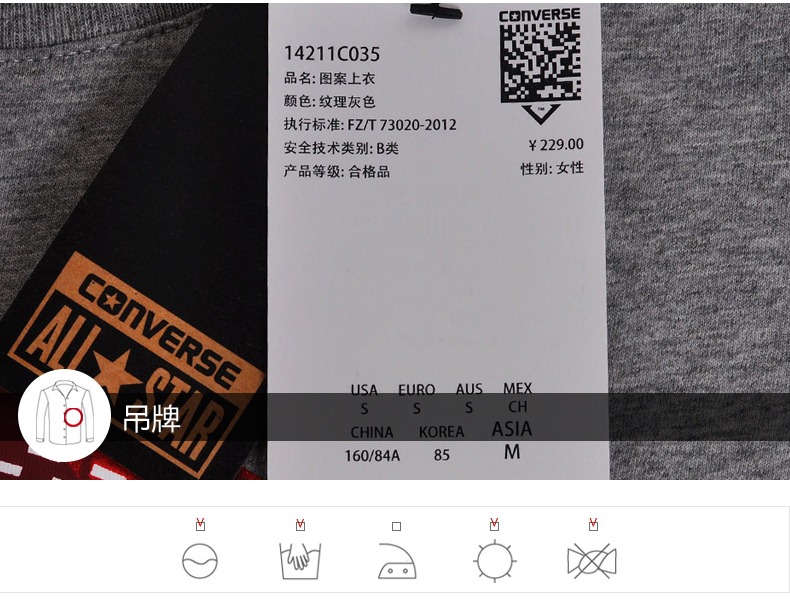 CONVERSE
14211C035
品名: 图案上衣
颜色: 纹理灰色
执行标准: FZ/T 73020-2012
安全技术类别: B类
产品等级: 合格品
TM
¥ 229.00
性别: 女性
CONVERSE
ALL STAR
吊牌
USA EURO AUS MEX
S S S CH
CHINA KOREA ASIA
160/84A 85 M